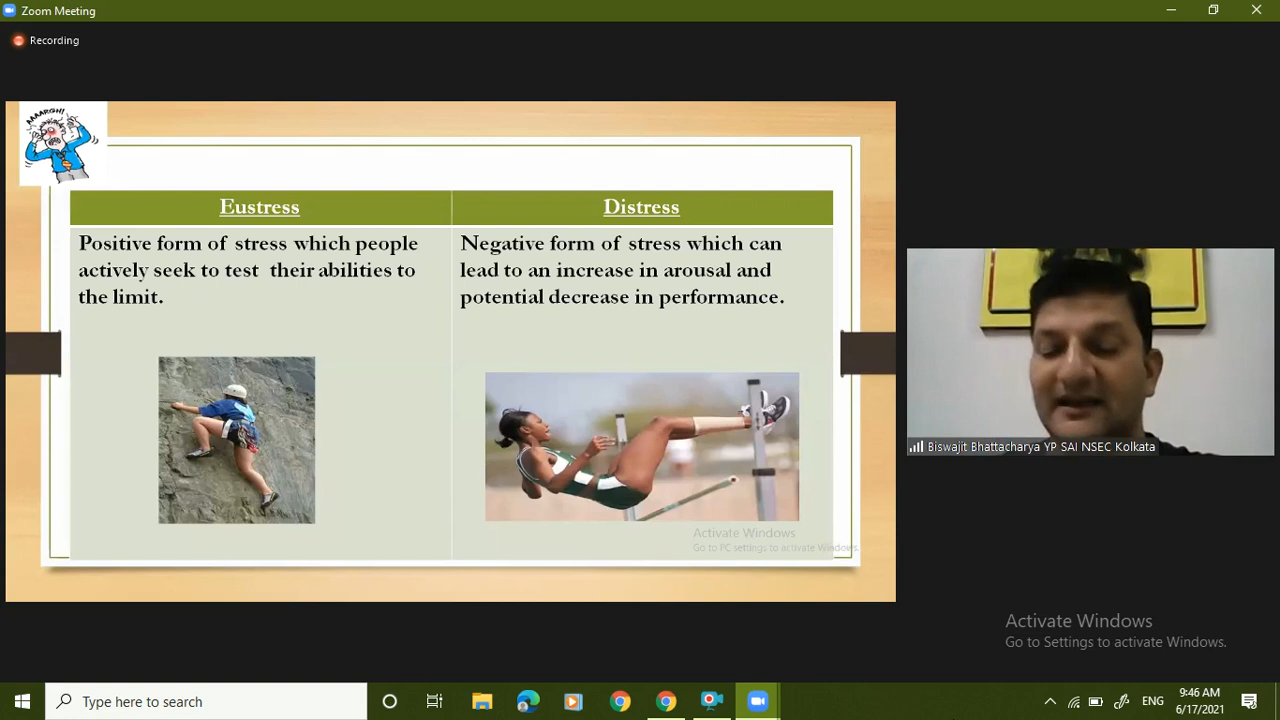 Zoom Meeting
Recording
AAAARGH!
Eustress
Distress
Positive form of stress which people
actively seek to test their abilities to
the limit.
Negative form of stress which can
lead to an increase in arousal and
potential decrease in performance.
Activate Windows
Go to PC settings to activate Windows.
Biswajit Bhattacharya YP SAI NSEC Kolkata
Activate Windows
Go to Settings to activate Windows.
Type here to search
ENG
9:46 AM
6/17/2021